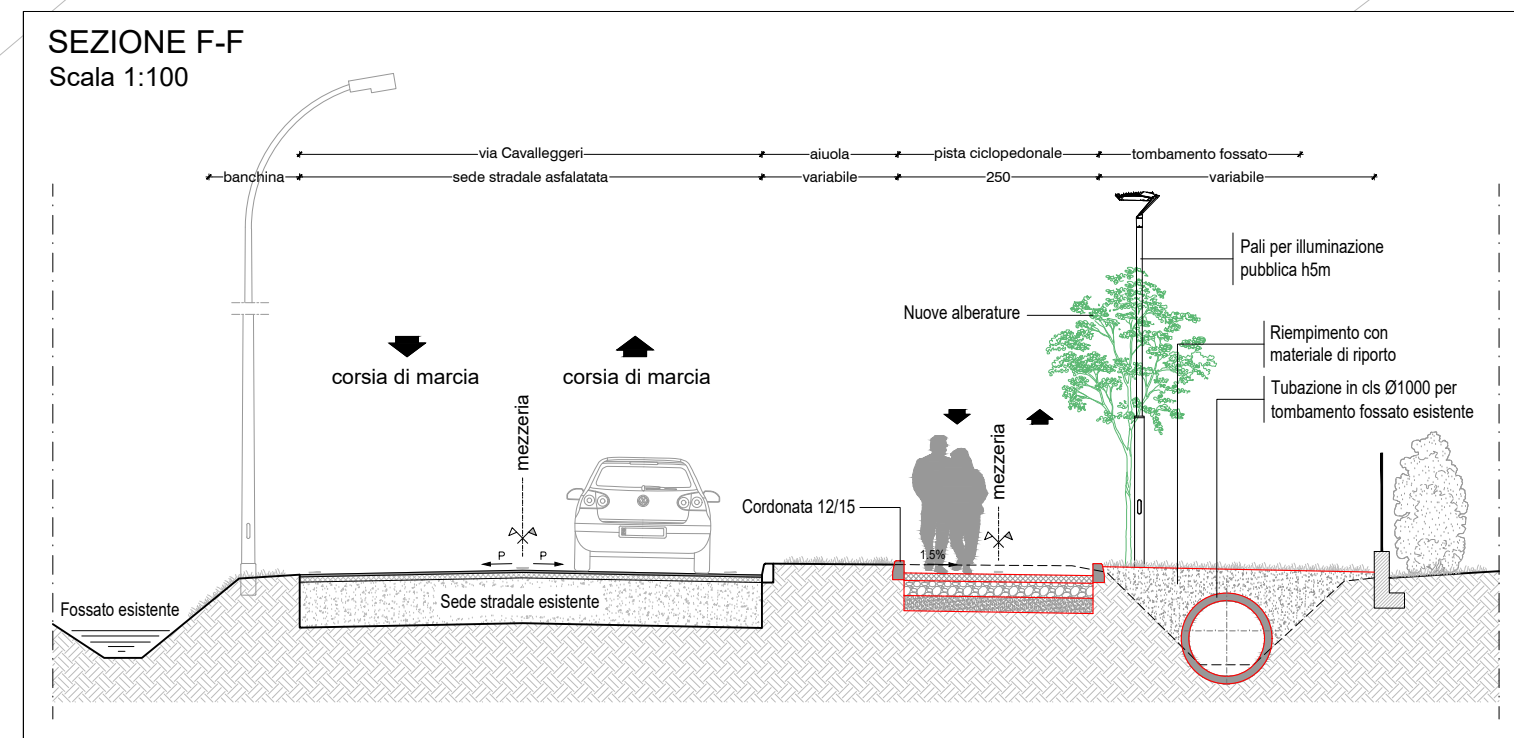 SEZIONE F-F
Scala 1:100
via Cavalleggeri
aiuola
pista ciclopedonale
tombamento fossato
banchina
sede stradale asfalatata
variabile
250
variabile
Pali per illuminazione
pubblica h5m
Nuove alberature
Riempimento con
materiale di riporto
corsia di marcia
corsia di marcia
Tubazione in cls Ø1000 per
tombamento fossato esistente
mezzeria
mezzeria
Cordonata 12/15
P
P
1.5%
Fossato esistente
Sede stradale esistente